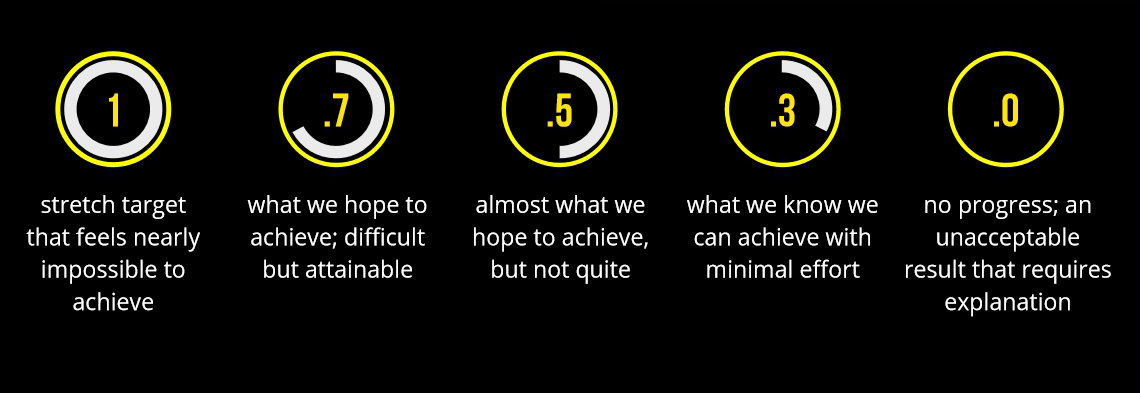 1
stretch target
that feels nearly
impossible to
achieve
.7
what we hope to
achieve; difficult
but attainable
.5
almost what we
hope to achieve,
but not quite
.3
what we know we
can achieve with
minimal effort
.0
no progress; an
unacceptable
result that requires
explanation